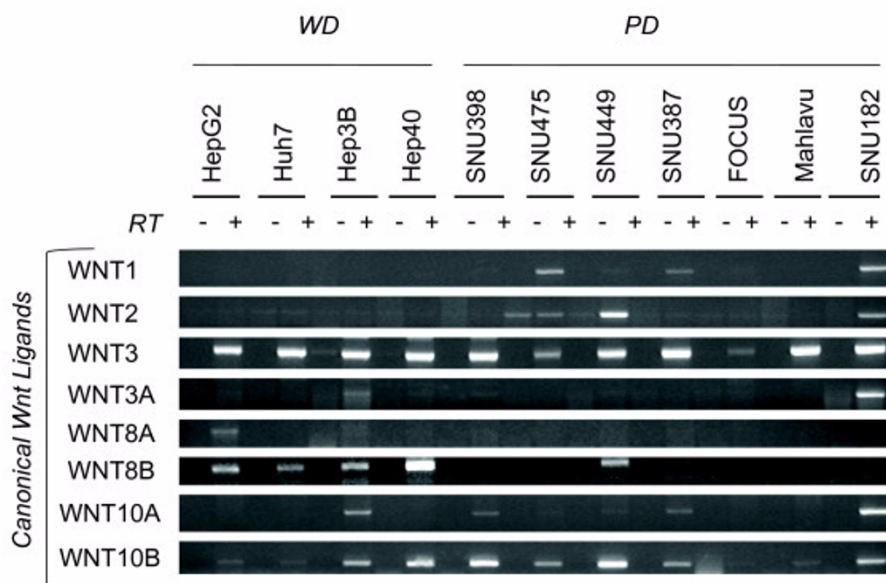 WD PD
HepG2 Huh7 Hep3B Hep40 SNU398 SNU475 SNU449 SNU387 FOCUS Mahlavu SNU182
RT - + - + - + - + - + - + - + - + - + - + - +
Canonical Wnt Ligands
WNT1
WNT2
WNT3
WNT3A
WNT8A
WNT8B
WNT10A
WNT10B